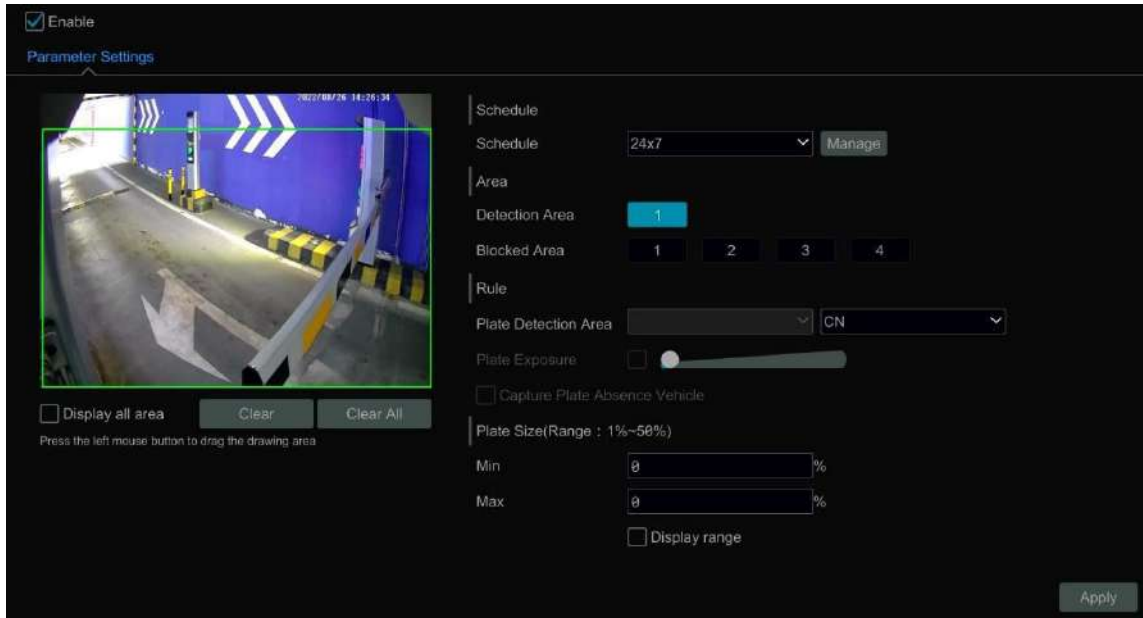 Enable
Parameter Settings
2022/08/26 14:26:34
Schedule
Schedule 24x7 Manage
Area
Detection Area 1
Blocked Area 1 2 3 4
Rule
Plate Detection Area CN
Plate Exposure
Capture Plate Absence Vehicle
Display all area Clear Clear All
Press the left mouse button to drag the drawing area
Plate Size(Range : 1%~50%)
Min 0 %
Max 0 %
Display range
Apply